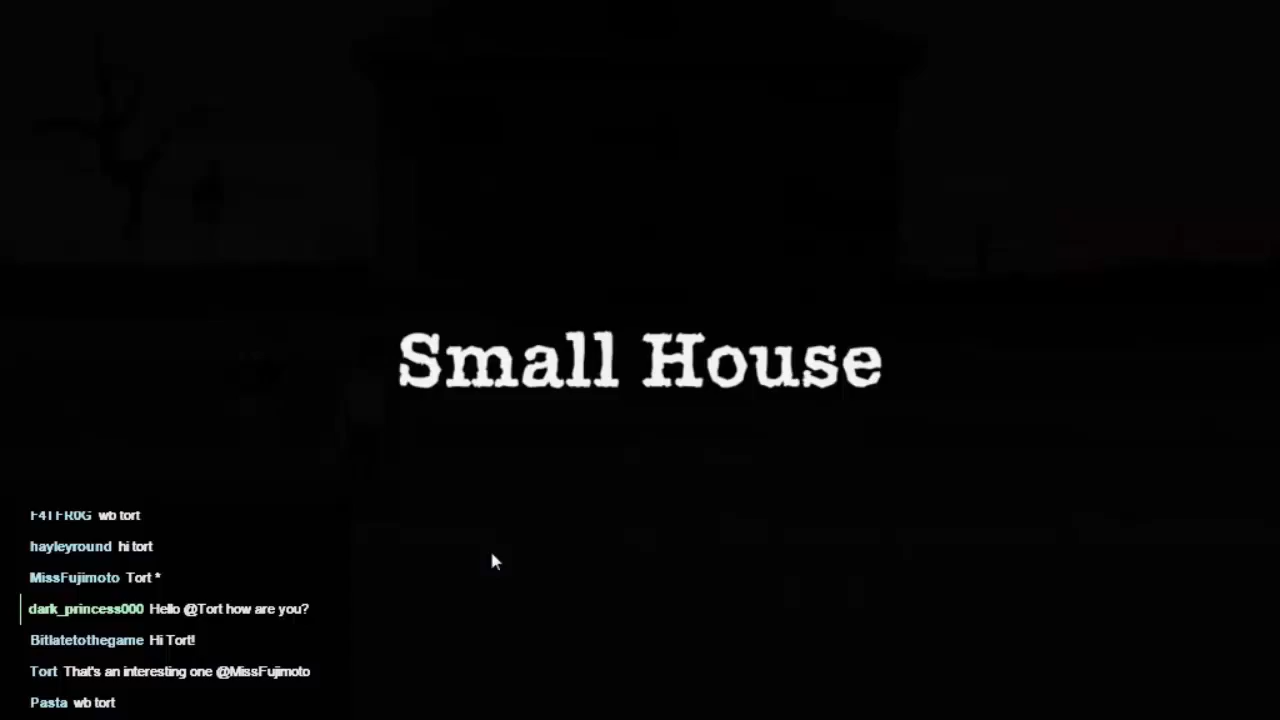 Small House
F4TFR0G wb tort
hayleyround hi tort
MissFujimoto Tort *
dark_princess000 Hello @Tort how are you?
Bitlatetothegame Hi Tort!
Tort That's an interesting one @MissFujimoto
Pasta wb tort